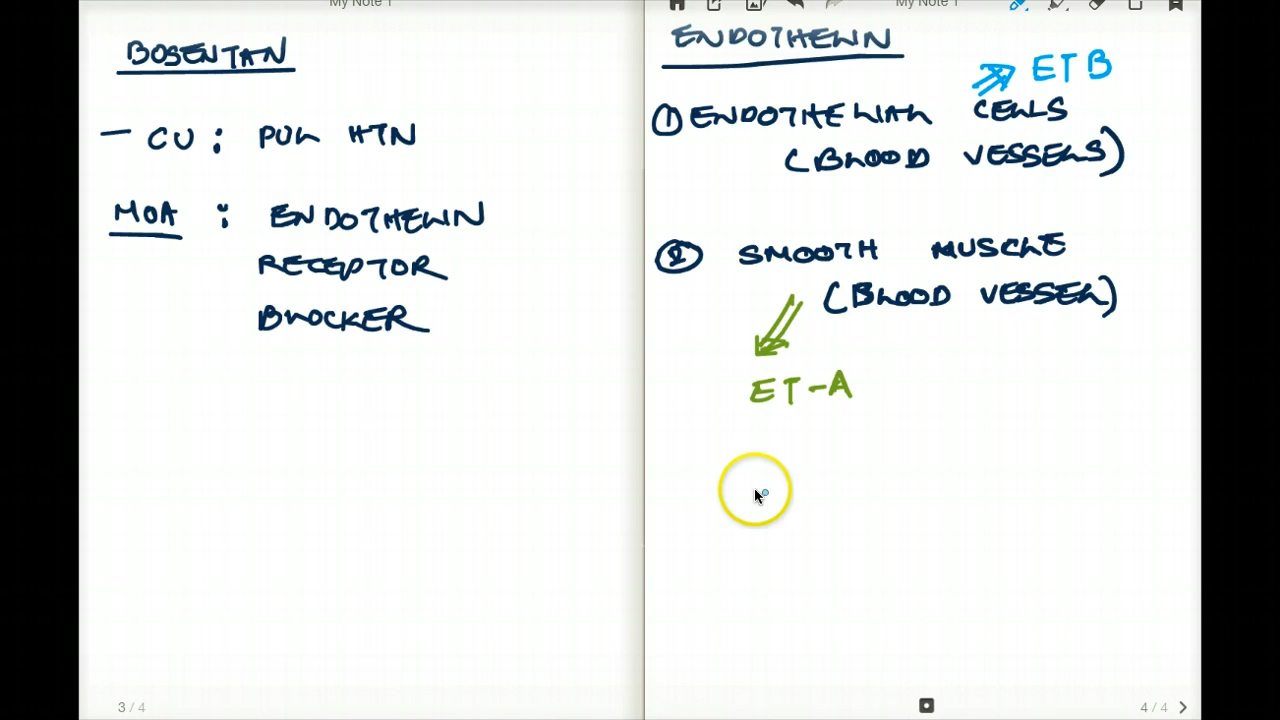 My Note 1
BOSENTAN
- CU : PUL HTN
MOA : ENDOTHELIN
RECEPTOR
BLOCKER
3 / 4
My Note 1
ENDOTHELIN
ETB
① ENDOTHELIAL CELLS
(BLOOD VESSELS)
② SMOOTH MUSCLE
(BLOOD VESSEL)
ET-A
4 / 4